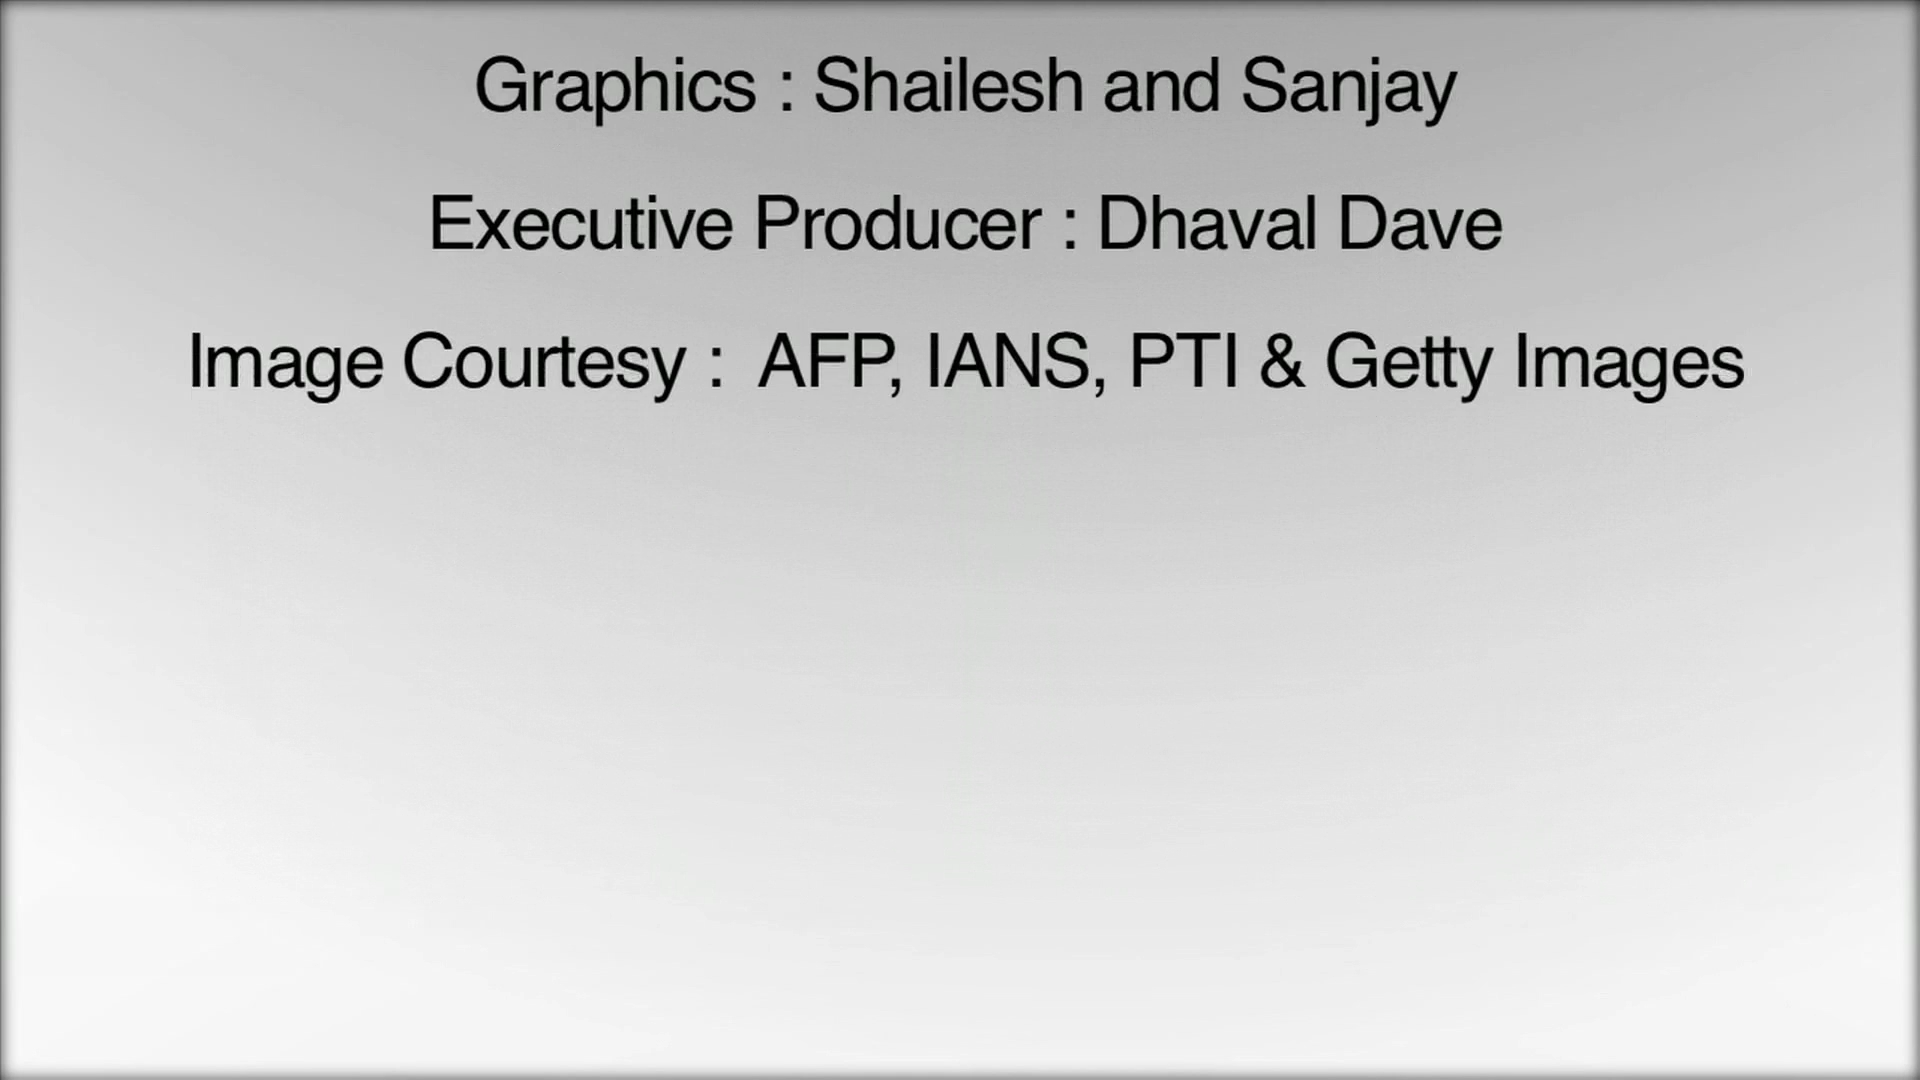 Graphics : Shailesh and Sanjay
Executive Producer : Dhaval Dave
Image Courtesy :  AFP, IANS, PTI & Getty Images